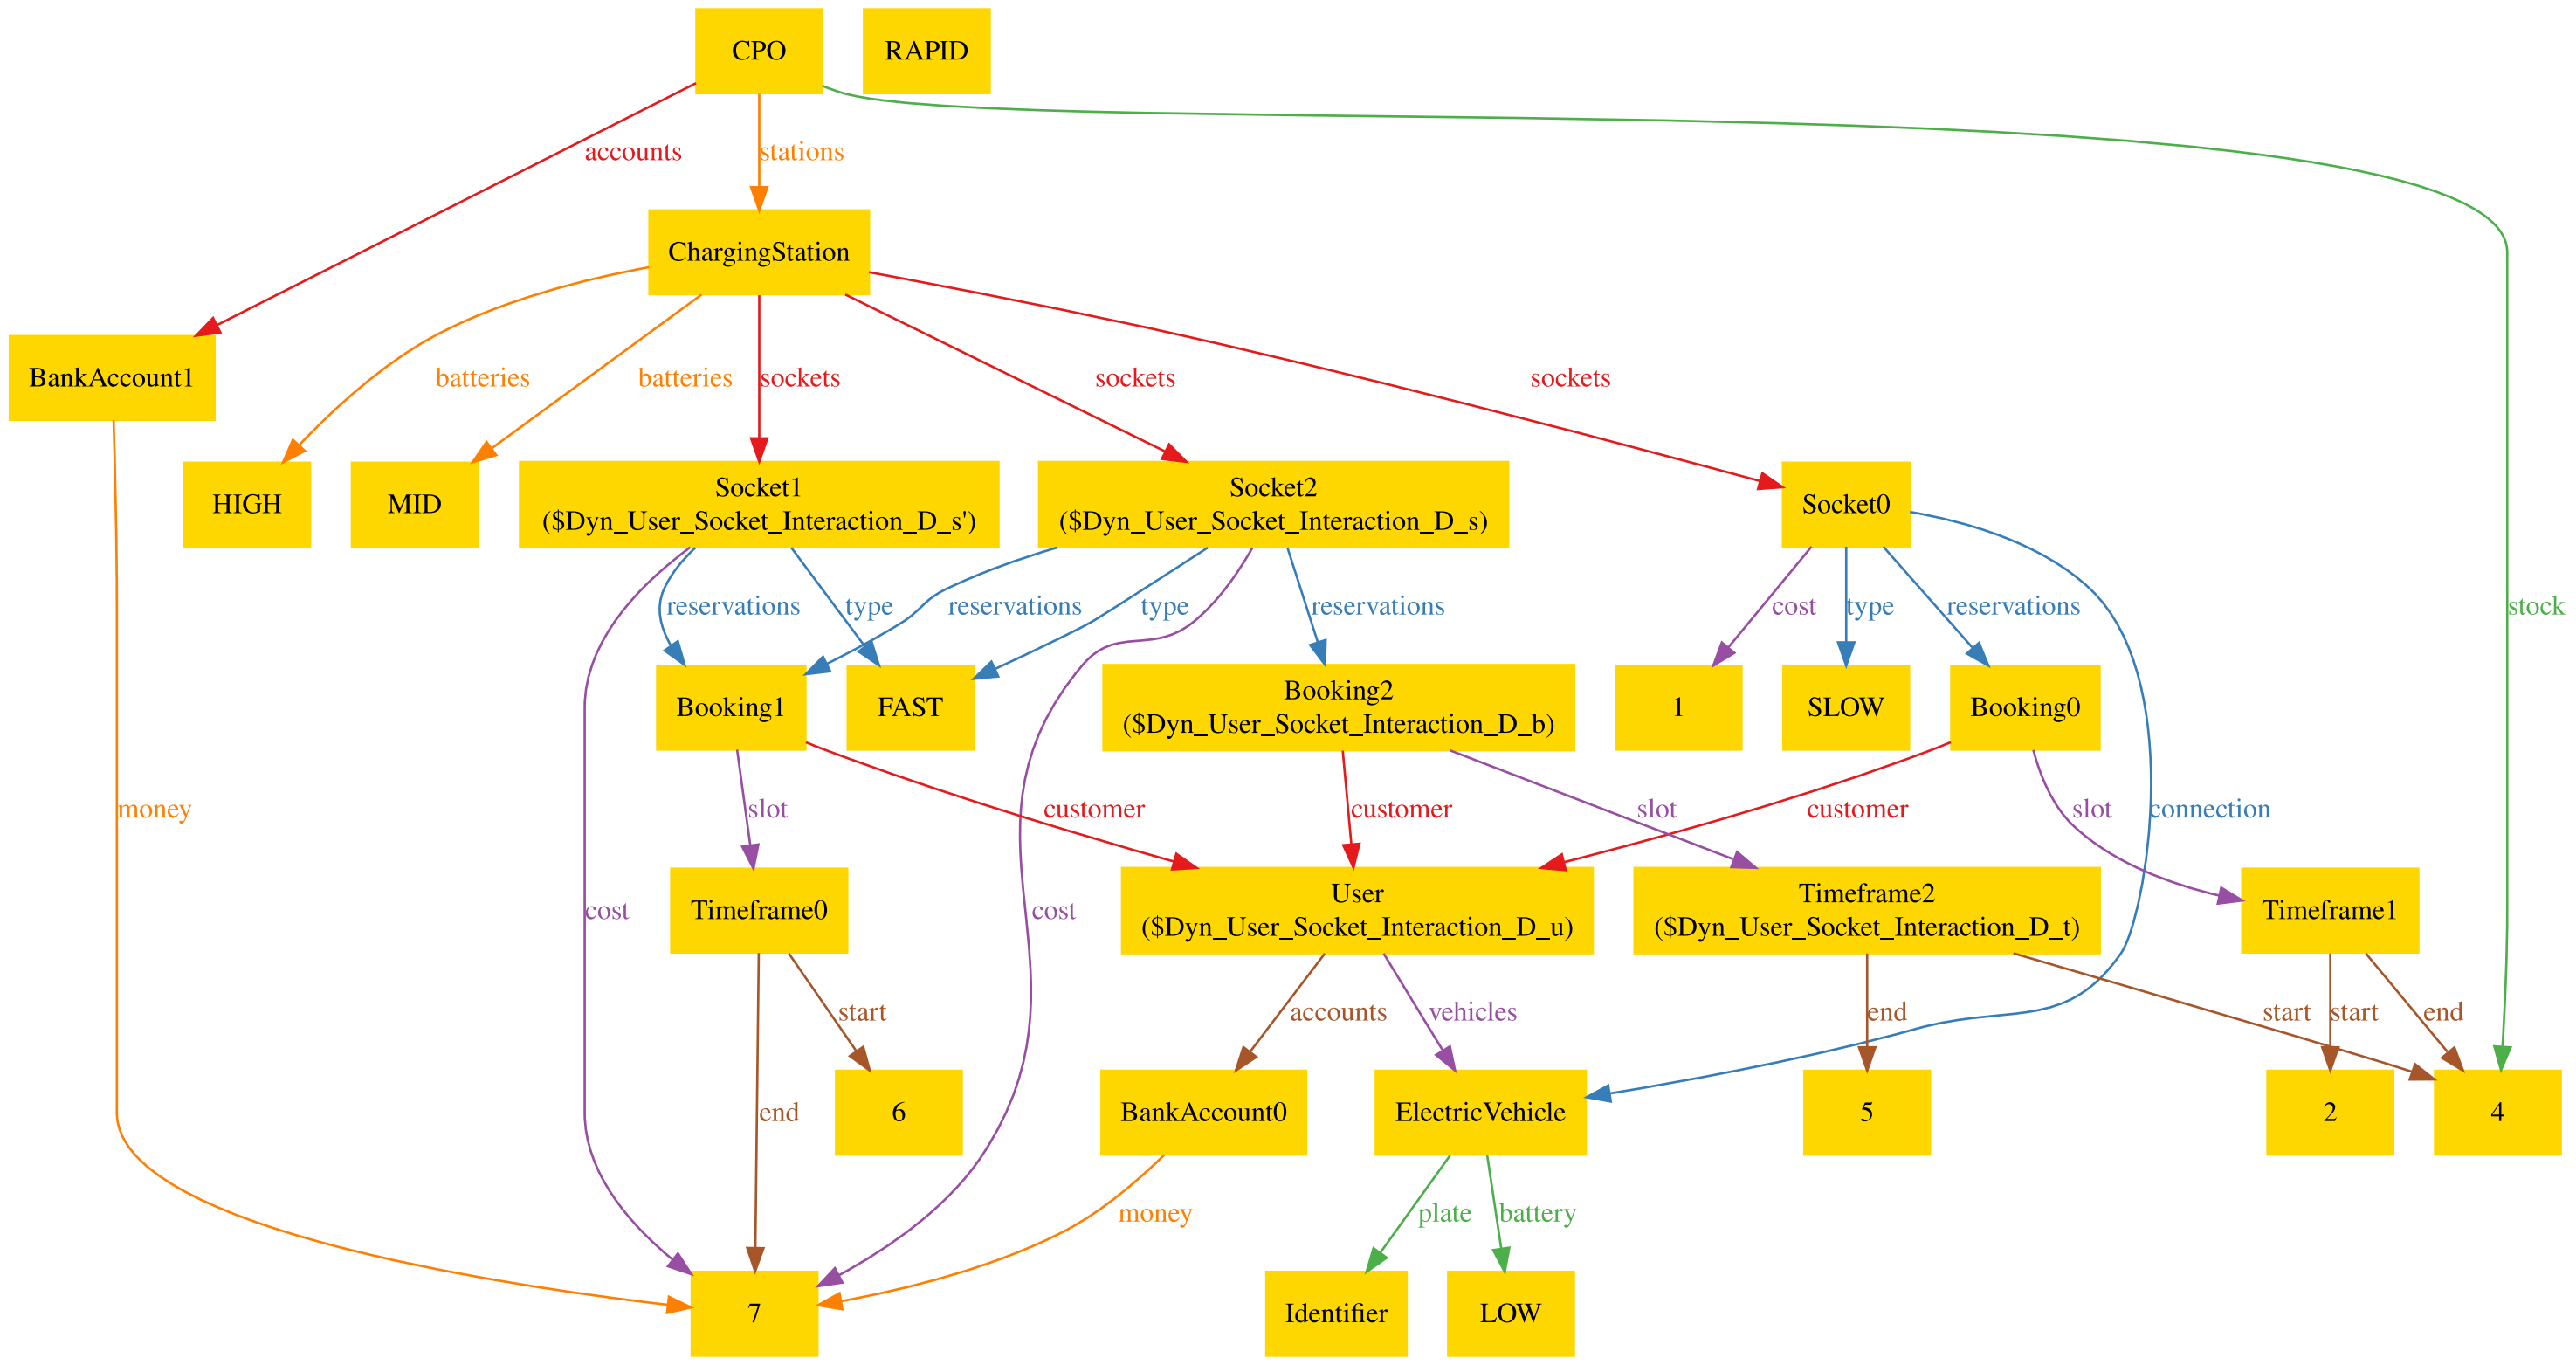 CPO
RAPID
accounts
stations
ChargingStation
BankAccount1
batteries
batteries
sockets
sockets
sockets
HIGH
MID
Socket1
($Dyn_User_Socket_Interaction_D_s')
Socket2
($Dyn_User_Socket_Interaction_D_s)
Socket0
reservations
type
reservations
type
reservations
cost
type
reservations
stock
Booking1
FAST
Booking2
($Dyn_User_Socket_Interaction_D_b)
1
SLOW
Booking0
money
slot
customer
customer
slot
customer
slot
connection
cost
Timeframe0
cost
User
($Dyn_User_Socket_Interaction_D_u)
Timeframe2
($Dyn_User_Socket_Interaction_D_t)
Timeframe1
start
accounts
vehicles
end
start
start
end
end
6
BankAccount0
ElectricVehicle
5
2
4
money
plate
battery
7
Identifier
LOW